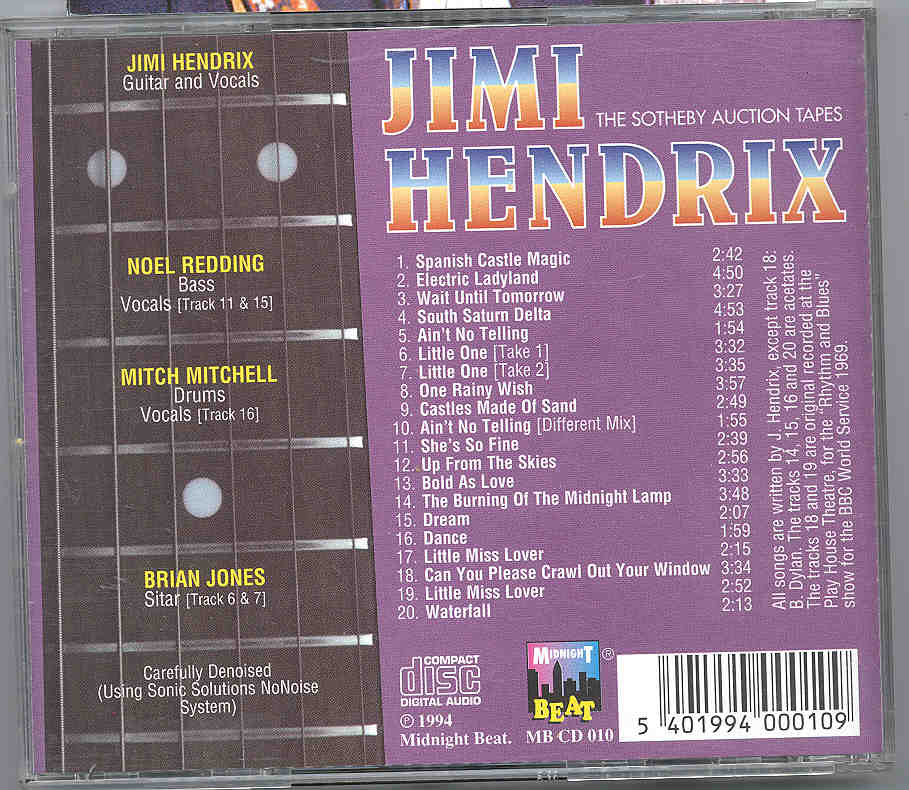 JIMI HENDRIX
Guitar and Vocals
NOEL REDDING
Bass
Vocals [Track 11 & 15]
MITCH MITCHELL
Drums
Vocals [Track 16]
BRIAN JONES
Sitar [Track 6 & 7]
Carefully Denoised
(Using Sonic Solutions NoNoise
System)
JIMI
THE SOTHEBY AUCTION TAPES
HENDRIX
1. Spanish Castle Magic 2:42
2. Electric Ladyland 4:50
3. Wait Until Tomorrow 3:27
4. South Saturn Delta 4:53
5. Ain't No Telling 1:54
6. Little One [Take 1] 3:32
7. Little One [Take 2] 3:35
8. One Rainy Wish 3:57
9. Castles Made Of Sand 2:49
10. Ain't No Telling [Different Mix] 1:55
11. She's So Fine 2:39
12. Up From The Skies 2:56
13. Bold As Love 3:33
14. The Burning Of The Midnight Lamp 3:48
15. Dream 2:07
16. Dance 1:59
17. Little Miss Lover 2:15
18. Can You Please Crawl Out Your Window 3:34
19. Little Miss Lover 2:52
20. Waterfall 2:13
All songs are written by J. Hendrix, except track 18:
B. Dylan. The tracks 14, 15, 16 and 20 are acetates.
The tracks 18 and 19 are original recorded at the
Play House Theatre, for the "Rhythm and Blues"
show for the BBC World Service 1969.
COMPACT
disc
DIGITAL AUDIO
℗ 1994
Midnight Beat.
MIDNIGHT
BEAT
®
MB CD 010
5 401994 000109